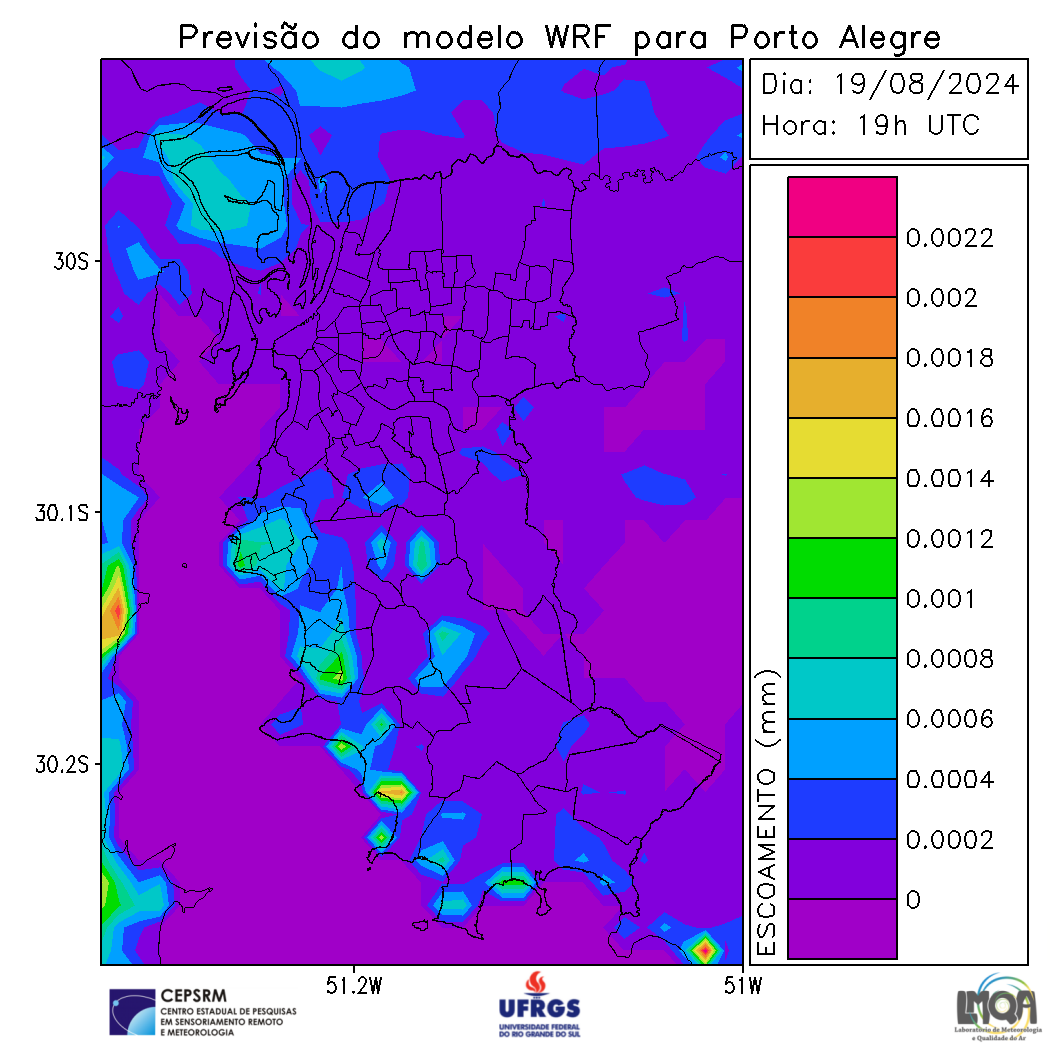 Previsão do modelo WRF para Porto Alegre
Dia: 19/08/2024
Hora: 19h UTC
30S
30.1S
30.2S
51.2W
51W
ESCOAMENTO (mm)
0.0022
0.002
0.0018
0.0016
0.0014
0.0012
0.001
0.0008
0.0006
0.0004
0.0002
0
CEPSRM
CENTRO ESTADUAL DE PESQUISAS
EM SENSORIAMENTO REMOTO
E METEOROLOGIA
UFRGS
UNIVERSIDADE FEDERAL
DO RIO GRANDE DO SUL
LMQA
Laboratório de Meteorologia
e Qualidade do Ar